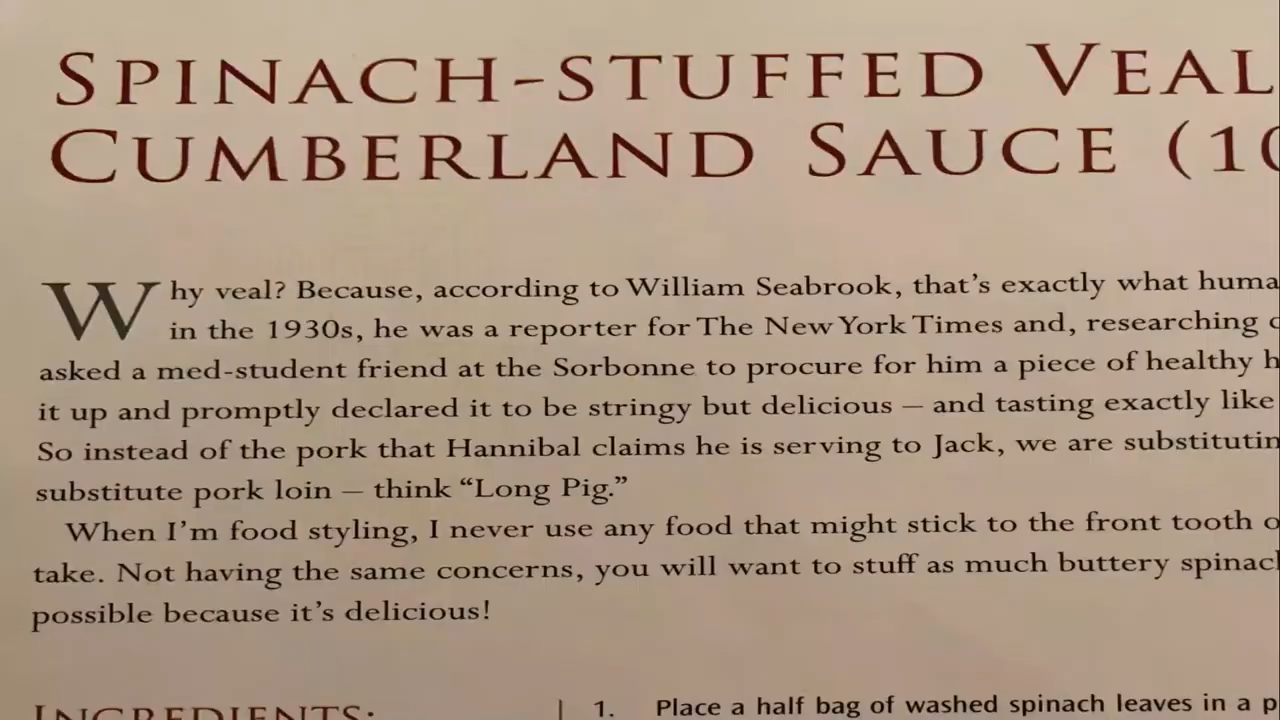 SPINACH-STUFFED VEAL
CUMBERLAND SAUCE (10
Why veal? Because, according to William Seabrook, that's exactly what huma
in the 1930s, he was a reporter for The New York Times and, researching c
asked a med-student friend at the Sorbonne to procure for him a piece of healthy h
it up and promptly declared it to be stringy but delicious – and tasting exactly like
So instead of the pork that Hannibal claims he is serving to Jack, we are substitutin
substitute pork loin – think “Long Pig.”
When I'm food styling, I never use any food that might stick to the front tooth o
take. Not having the same concerns, you will want to stuff as much buttery spinach
possible because it's delicious!
INGREDIENTS:
1. Place a half bag of washed spinach leaves in a p